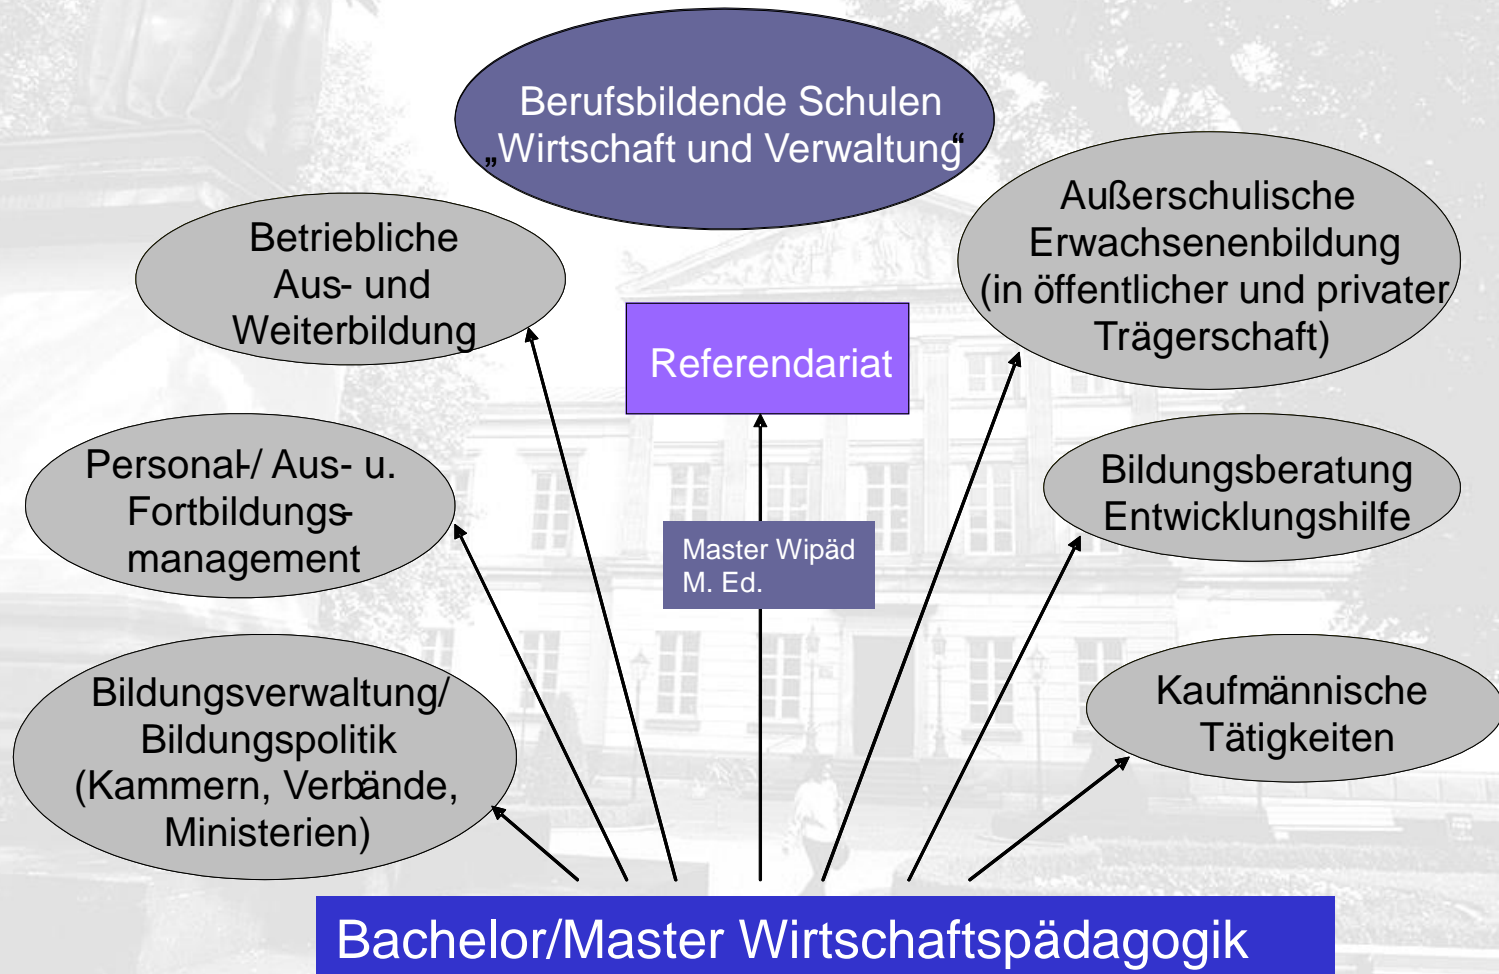 Berufsbildende Schulen
„Wirtschaft und Verwaltung“
Betriebliche
Aus- und
Weiterbildung
Außerschulische
Erwachsenenbildung
(in öffentlicher und privater
Trägerschaft)
Referendariat
Personal-/ Aus- u.
Fortbildungs-
management
Bildungsberatung
Entwicklungshilfe
Master Wipäd
M. Ed.
Bildungsverwaltung/
Bildungspolitik
(Kammern, Verbände,
Ministerien)
Kaufmännische
Tätigkeiten
Bachelor/Master Wirtschaftspädagogik